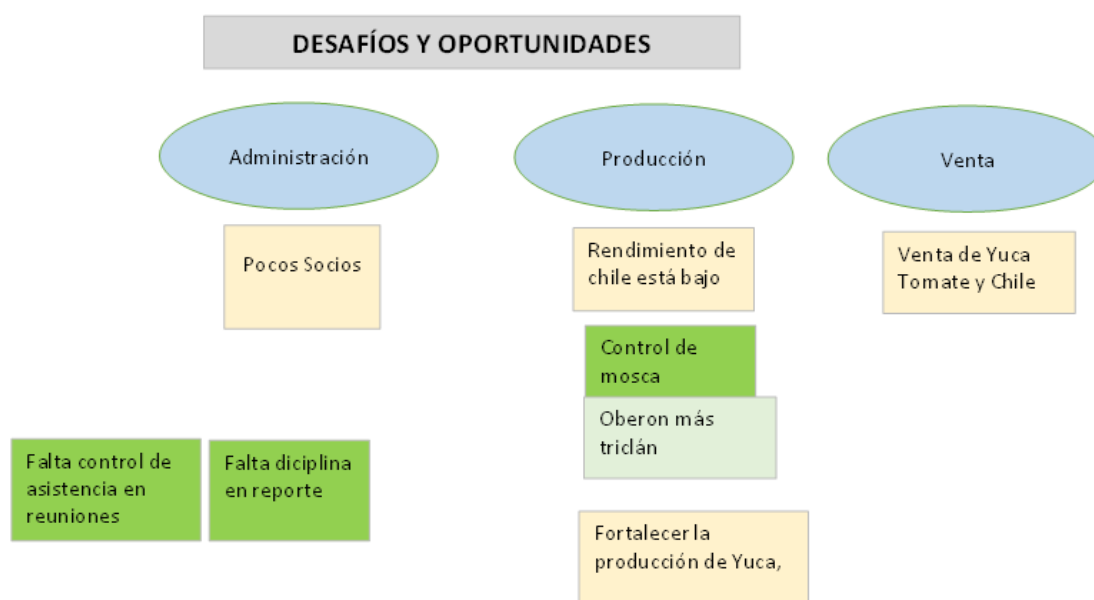 DESAFÍOS Y OPORTUNIDADES
Administración
Producción
Venta
Pocos Socios
Rendimiento de
chile está bajo
Venta de Yuca
Tomate y Chile
Control de
mosca
Oberon más
triclán
Falta control de
asistencia en
reuniones
Falta diciplina
en reporte
Fortalecer la
producción de Yuca,